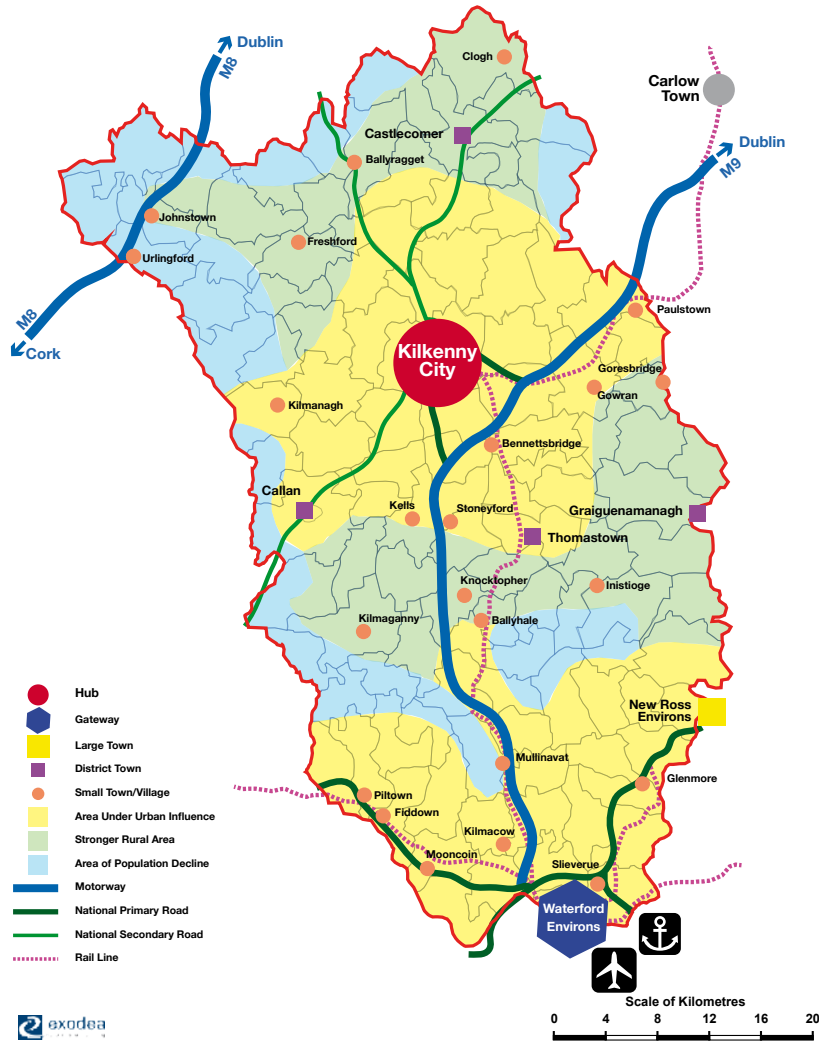 Dublin
M8
Clogh
Carlow
Town
Castlecomer
Dublin
M9
Ballyragget
Johnstown
Freshford
Urlingford
M8
Cork
Paulstown
Kilkenny
City
Goresbridge
Gowran
Kilmanagh
Bennettsbridge
Callan
Kells
Stoneyford
Graiguenamanagh
Thomastown
Knocktopher
Inistioge
Kilmaganny
Ballyhale
New Ross
Environs
Mullinavat
Glenmore
Piltown
Fiddown
Kilmacow
Mooncoin
Slieverue
Waterford
Environs
Hub
Gateway
Large Town
District Town
Small Town/Village
Area Under Urban Influence
Stronger Rural Area
Area of Population Decline
Motorway
National Primary Road
National Secondary Road
Rail Line
exodea
Scale of Kilometres
0 4 8 12 16 20